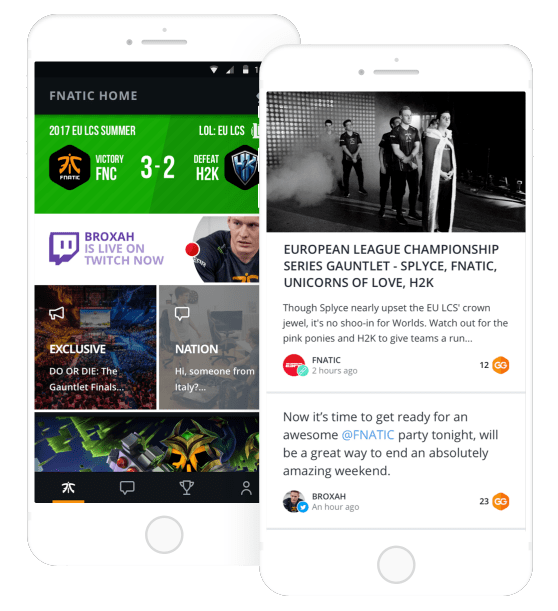 FNATIC HOME
2017 EU LCS SUMMER
LOL: EU LCS
FNATIC
VICTORY
FNC
3-2
DEFEAT
H2K
BROXAH
IS LIVE ON
TWITCH NOW
EXCLUSIVE
DO OR DIE: The
Gauntlet Finals...
NATION
Hi, someone from
Italy?...
EUROPEAN LEAGUE CHAMPIONSHIP
SERIES GAUNTLET - SPLYCE, FNATIC,
UNICORNS OF LOVE, H2K
Though Splyce nearly upset the EU LCS' crown
jewel, it's no shoo-in for Worlds. Watch out for the
pink ponies and H2K to give teams a run...
ESPN
FNATIC
2 hours ago
12 GG
Now it's time to get ready for an
awesome @FNATIC party tonight, will
be a great way to end an absolutely
amazing weekend.
BROXAH
An hour ago
23 GG